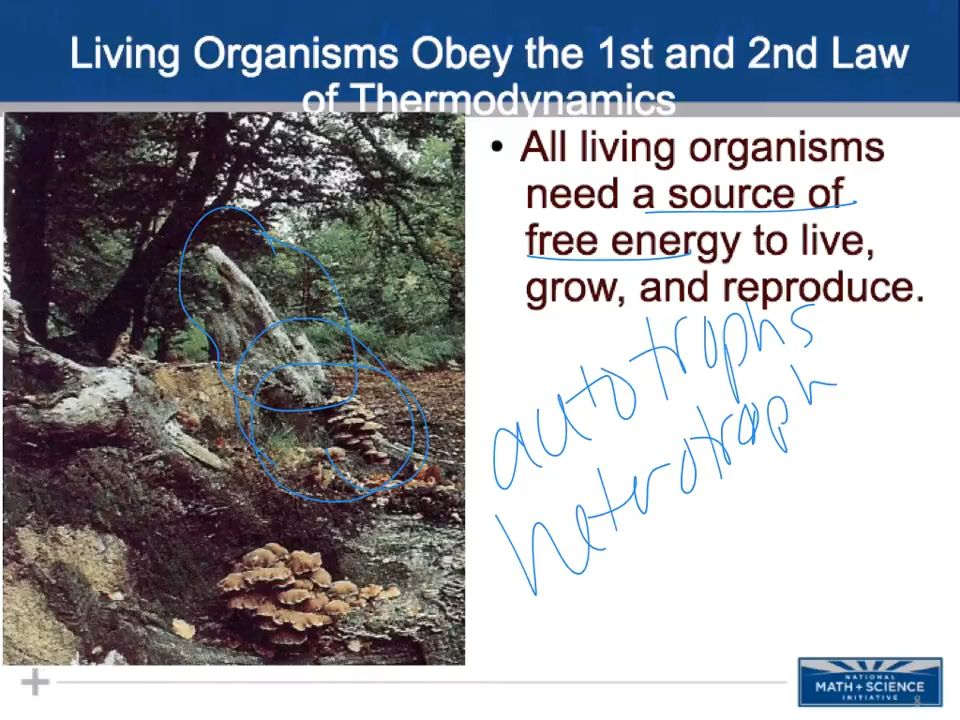 Living Organisms Obey the 1st and 2nd Law
of Thermodynamics
• All living organisms
need a source of
free energy to live,
grow, and reproduce.
autotrophs
heterotroph
NATIONAL
MATH + SCIENCE
INITIATIVE
8